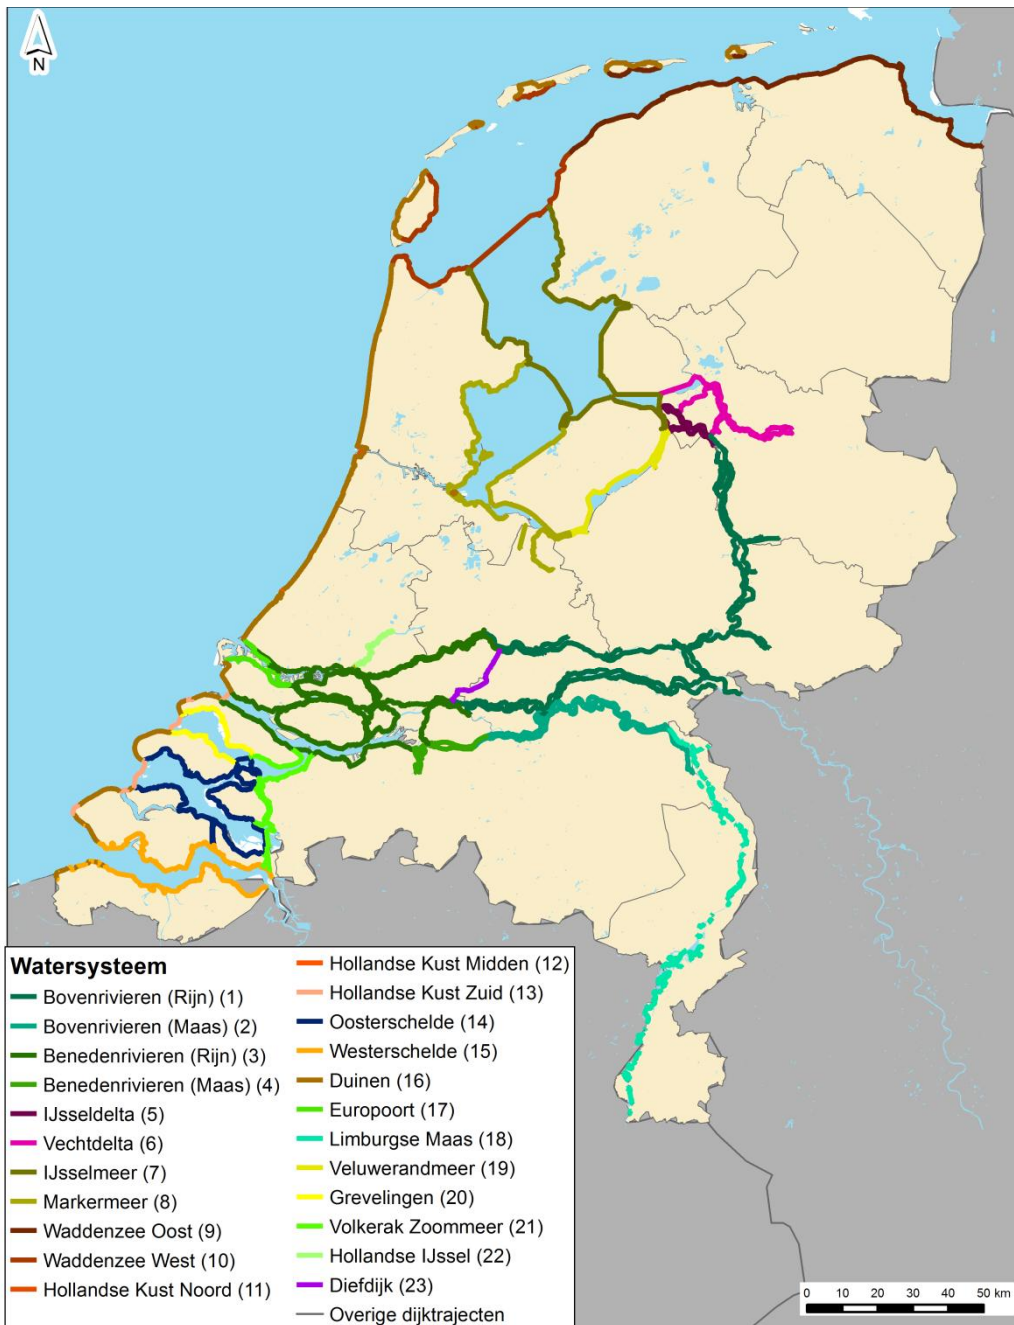 N
Watersysteem
Bovenrivieren (Rijn) (1)
Bovenrivieren (Maas) (2)
Benedenrivieren (Rijn) (3)
Benedenrivieren (Maas) (4)
IJsseldelta (5)
Vechtdelta (6)
IJsselmeer (7)
Markermeer (8)
Waddenzee Oost (9)
Waddenzee West (10)
Hollandse Kust Noord (11)
Hollandse Kust Midden (12)
Hollandse Kust Zuid (13)
Oosterschelde (14)
Westerschelde (15)
Duinen (16)
Europoort (17)
Limburgse Maas (18)
Veluwerandmeer (19)
Grevelingen (20)
Volkerak Zoommeer (21)
Hollandse IJssel (22)
Diefdijk (23)
Overige dijktrajecten
0 10 20 30 40 50 km